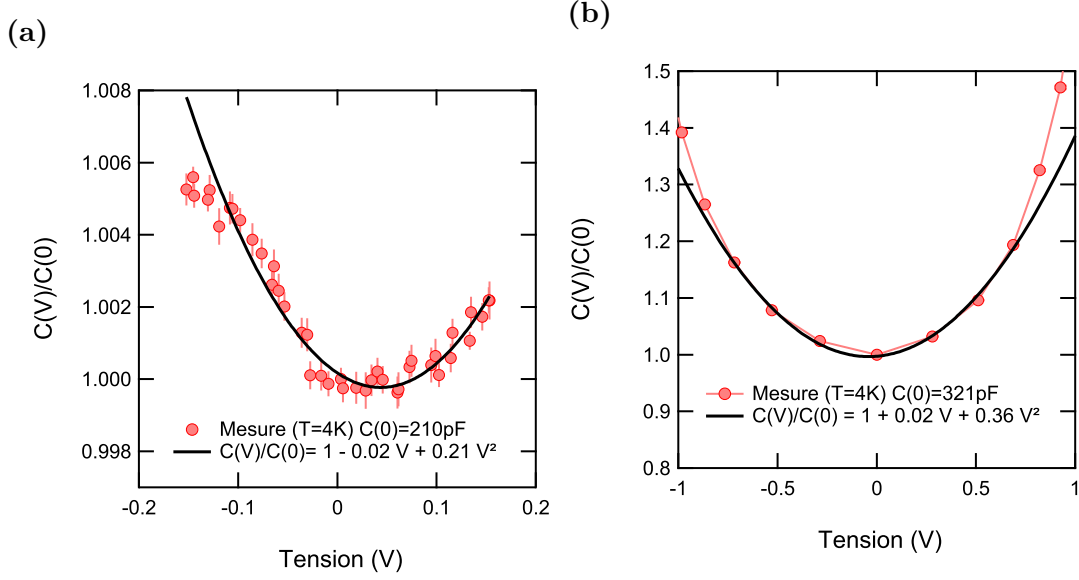 (a)
C(V)/C(0)
1.008
1.006
1.004
1.002
1.000
0.998
Mesure (T=4K) C(0)=210pF
C(V)/C(0)= 1 - 0.02 V + 0.21 V²
-0.2
-0.1
0
0.1
0.2
Tension (V)
(b)
C(V)/C(0)
1.5
1.4
1.3
1.2
1.1
1.0
0.9
0.8
Mesure (T=4K) C(0)=321pF
C(V)/C(0) = 1 + 0.02 V + 0.36 V²
-1
-0.5
0
0.5
1
Tension (V)